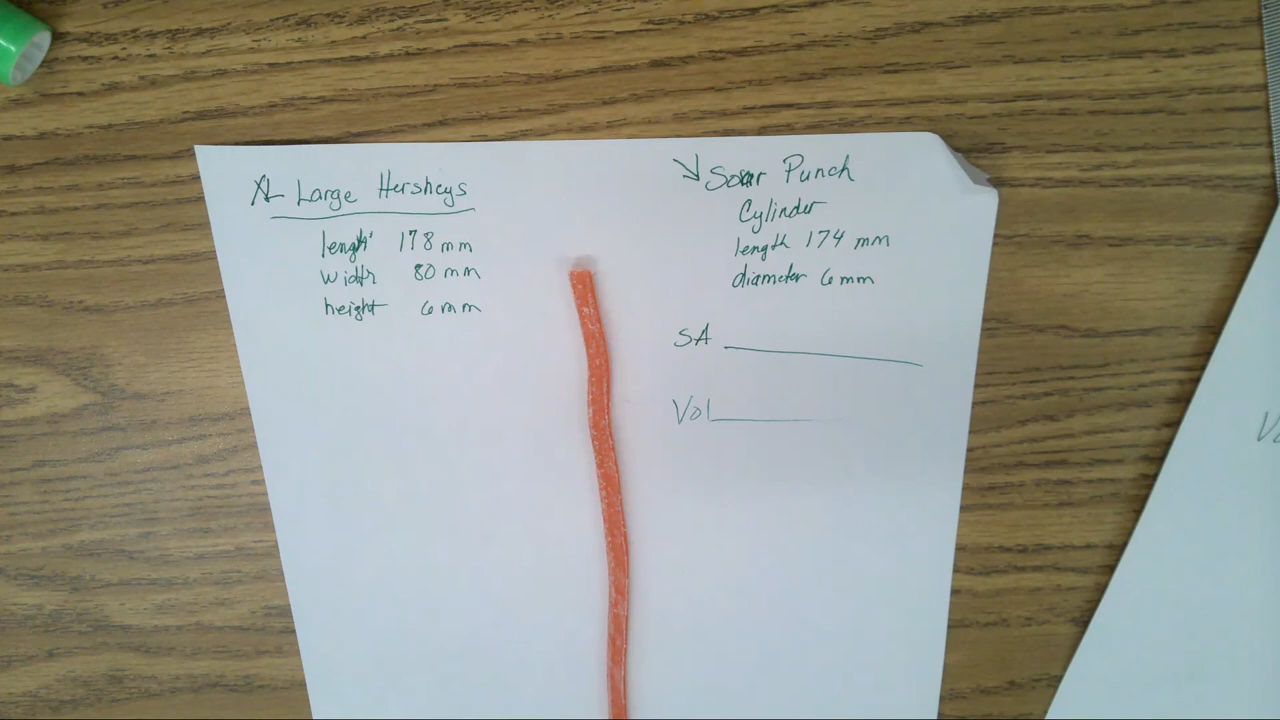 XL Large Hersheys
length 178 mm
width 80 mm
height 6 mm
Sour Punch
Cylinder
length 174 mm
diameter 6 mm
SA
Vol